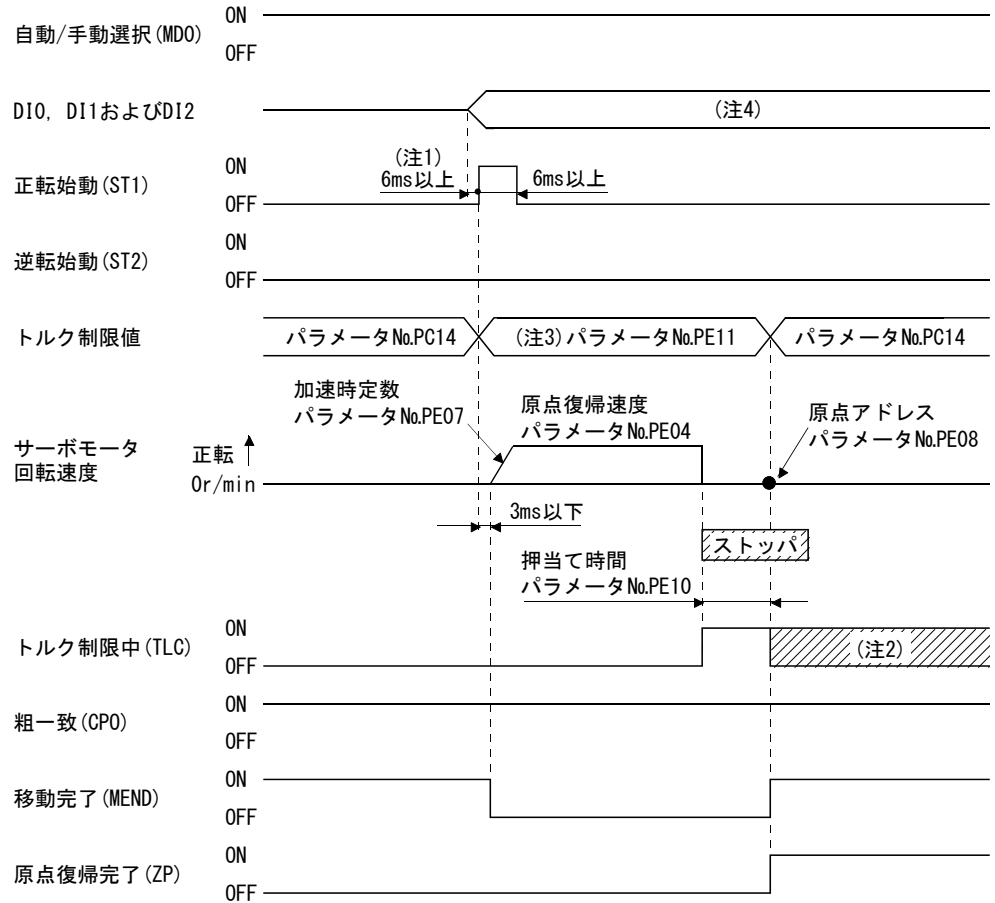 自動/手動選択(MD0)
ON
OFF
DI0, DI1およびDI2
(注4)
正転始動(ST1)
ON
OFF
(注1)
6ms以上
6ms以上
逆転始動(ST2)
ON
OFF
トルク制限値
パラメータNo.PC14
(注3)パラメータNo.PE11
パラメータNo.PC14
加速時定数
パラメータNo.PE07
原点復帰速度
パラメータNo.PE04
原点アドレス
パラメータNo.PE08
サーボモータ
回転速度
正転
0r/min
3ms以下
ストッパ
押当て時間
パラメータNo.PE10
トルク制限中(TLC)
ON
OFF
(注2)
粗一致(CPO)
ON
OFF
移動完了(MEND)
ON
OFF
原点復帰完了(ZP)
ON
OFF